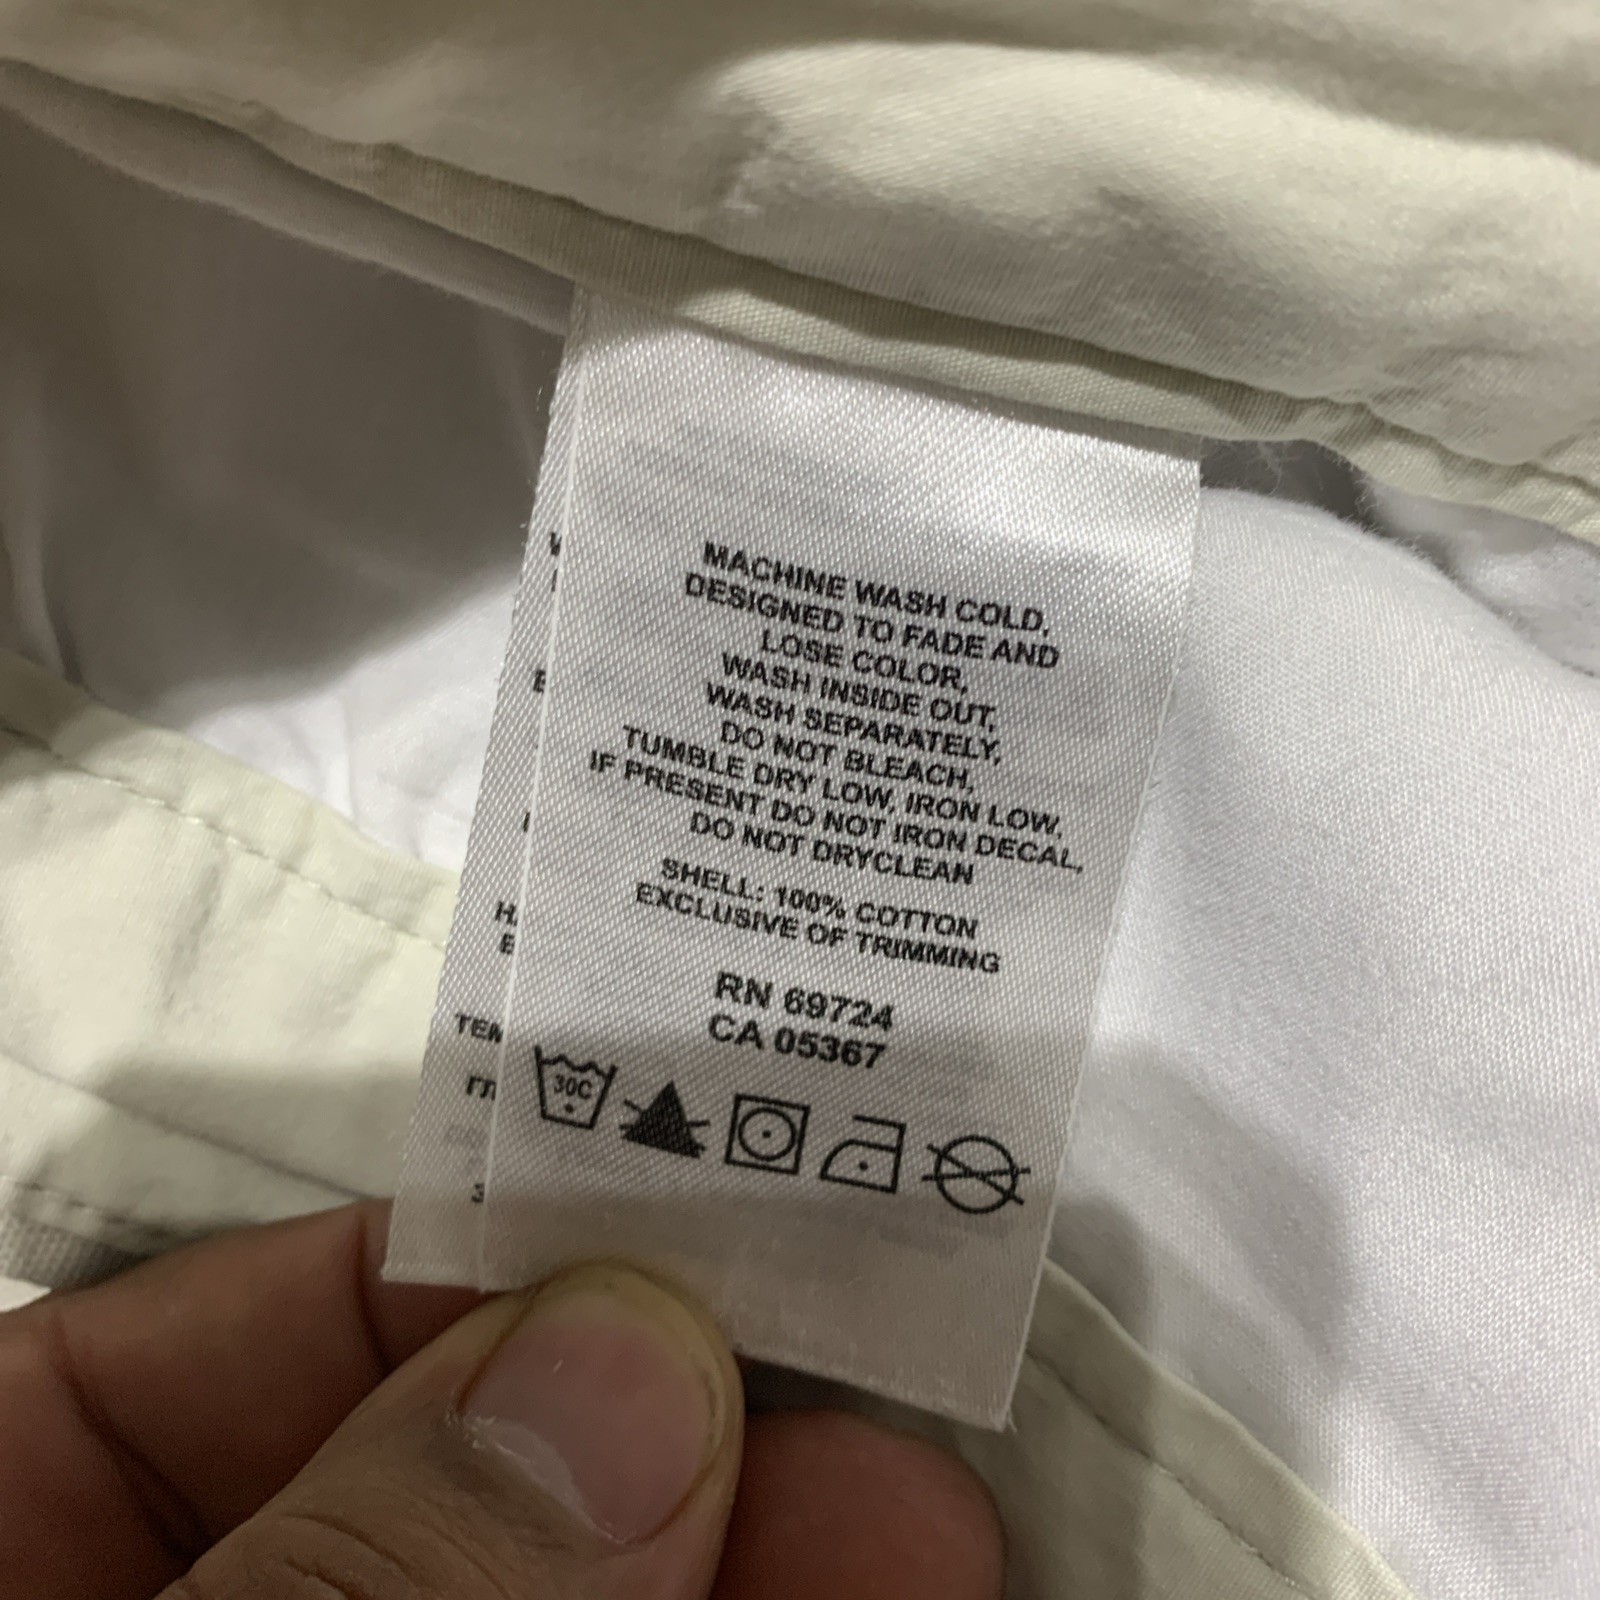 MACHINE WASH COLD,
DESIGNED TO FADE AND
LOSE COLOR,
WASH INSIDE OUT,
WASH SEPARATELY,
DO NOT BLEACH,
TUMBLE DRY LOW, IRON LOW,
IF PRESENT DO NOT IRON DECAL,
DO NOT DRYCLEAN
SHELL: 100% COTTON
EXCLUSIVE OF TRIMMING
RN 69724
CA 05367
30C